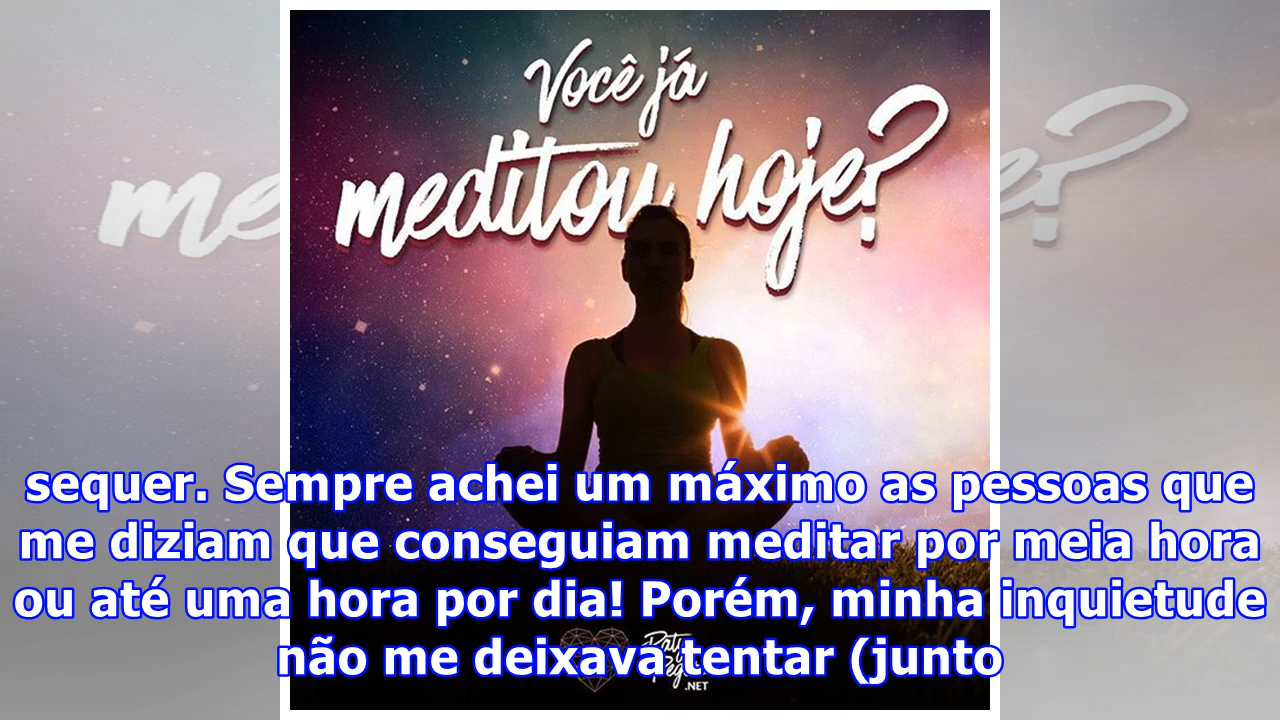 Você já
meditou hoje?
sequer. Sempre achei um máximo as pessoas que
me diziam que conseguiam meditar por meia hora
ou até uma hora por dia! Porém, minha inquietude
não me deixava tentar (junto
.NET